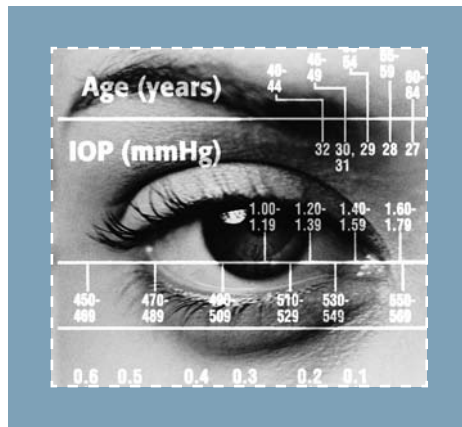 Age (years)
40-
44
45-
49
54
55-
59
60-
64
IOP (mmHg)
32 30, 29 28 27
31
1.00- 1.20- 1.40- 1.60-
1.19 1.39 1.59 1.79
450- 470- 490- 510- 530- 550-
469 489 509 529 549 569
0.6 0.5 0.4 0.3 0.2 0.1